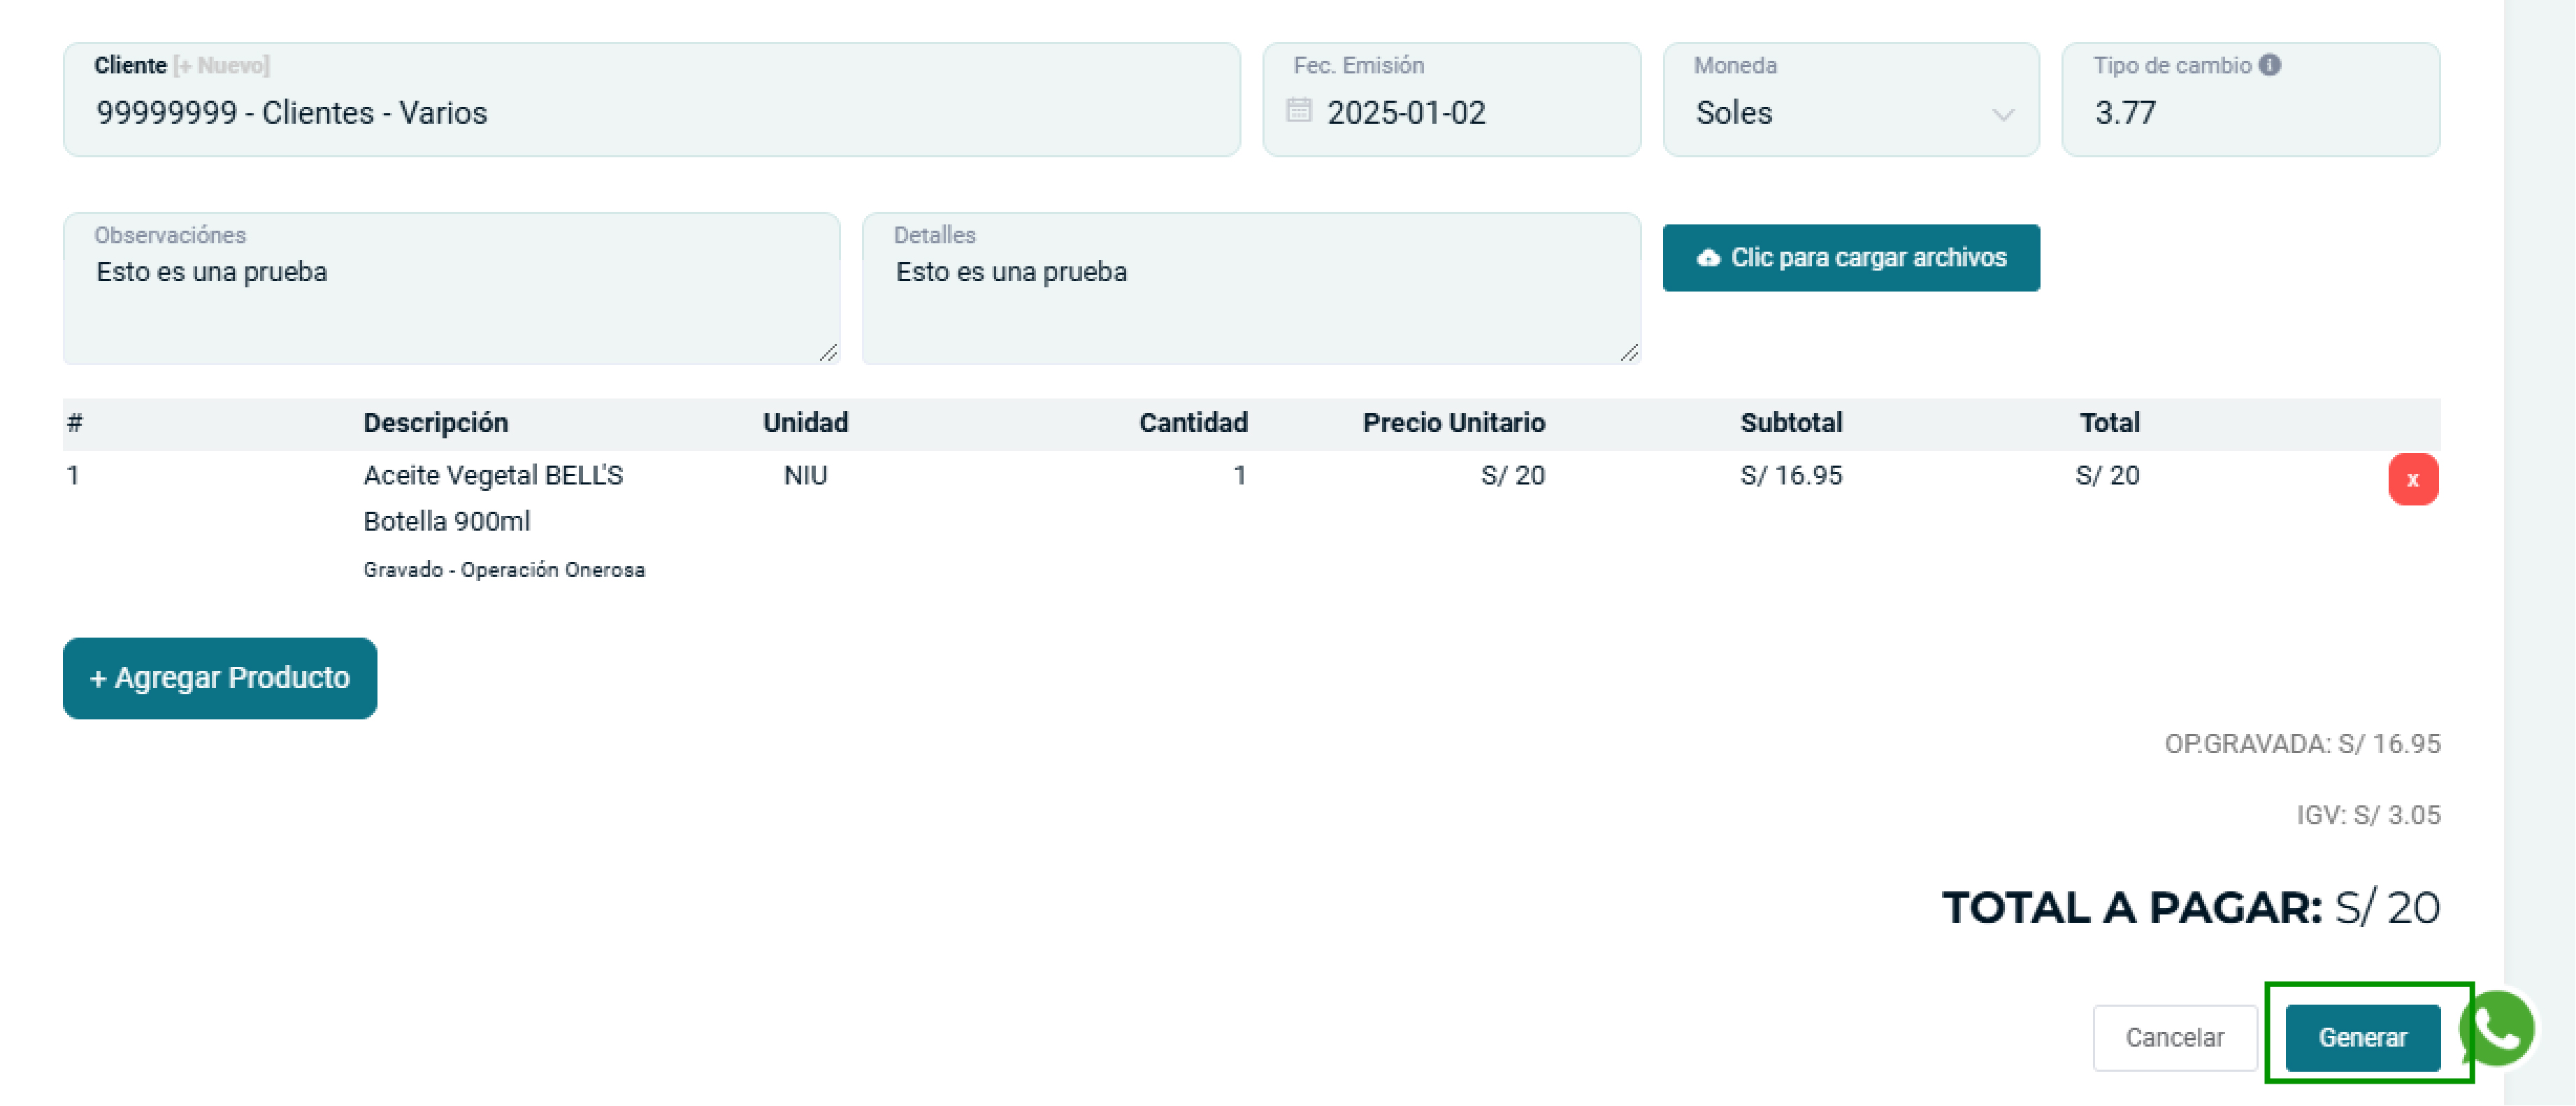 Cliente [+ Nuevo]
99999999 - Clientes - Varios
Fec. Emisión
2025-01-02
Moneda
Soles
Tipo de cambio
3.77
Observaciónes
Esto es una prueba
Detalles
Esto es una prueba
Clic para cargar archivos
# Descripción Unidad Cantidad Precio Unitario Subtotal Total
1 Aceite Vegetal BELL'S NIU 1 S/ 20 S/ 16.95 S/ 20 x
Botella 900ml
Gravado - Operación Onerosa
+ Agregar Producto
OP.GRAVADA: S/ 16.95
IGV: S/ 3.05
TOTAL A PAGAR: S/ 20
Cancelar Generar